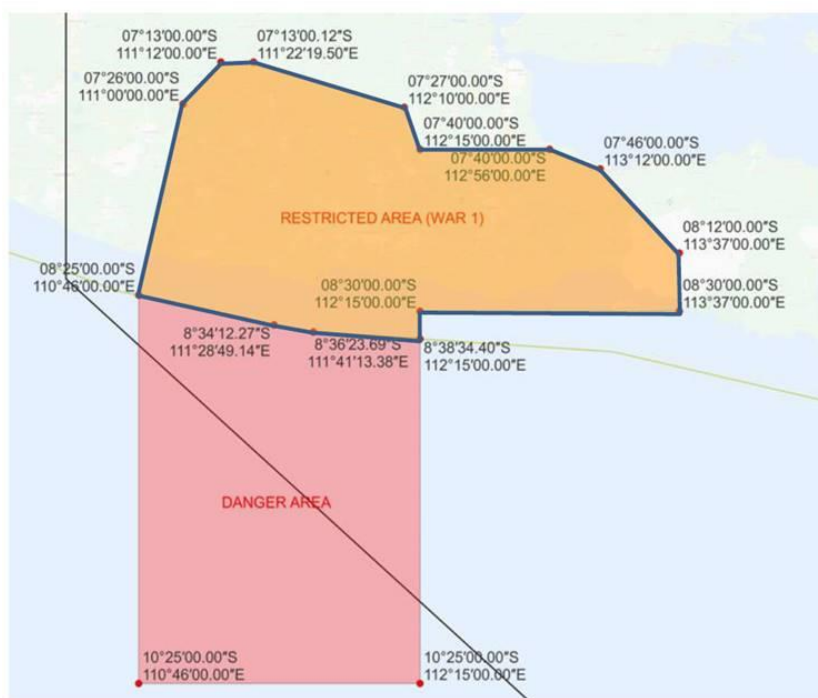 07°13'00.00"S
111°12'00.00"E
07°13'00.12"S
111°22'19.50"E
07°26'00.00"S
111°00'00.00"E
07°27'00.00"S
112°10'00.00"E
07°40'00.00"S
112°15'00.00"E
07°40'00.00"S
112°56'00.00"E
07°46'00.00"S
113°12'00.00"E
RESTRICTED AREA (WAR 1)
08°12'00.00"S
113°37'00.00"E
08°25'00.00"S
110°46'00.00"E
08°30'00.00"S
112°15'00.00"E
08°30'00.00"S
113°37'00.00"E
8°34'12.27"S
111°28'49.14"E
8°36'23.69"S
111°41'13.38"E
8°38'34.40"S
112°15'00.00"E
DANGER AREA
10°25'00.00"S
110°46'00.00"E
10°25'00.00"S
112°15'00.00"E